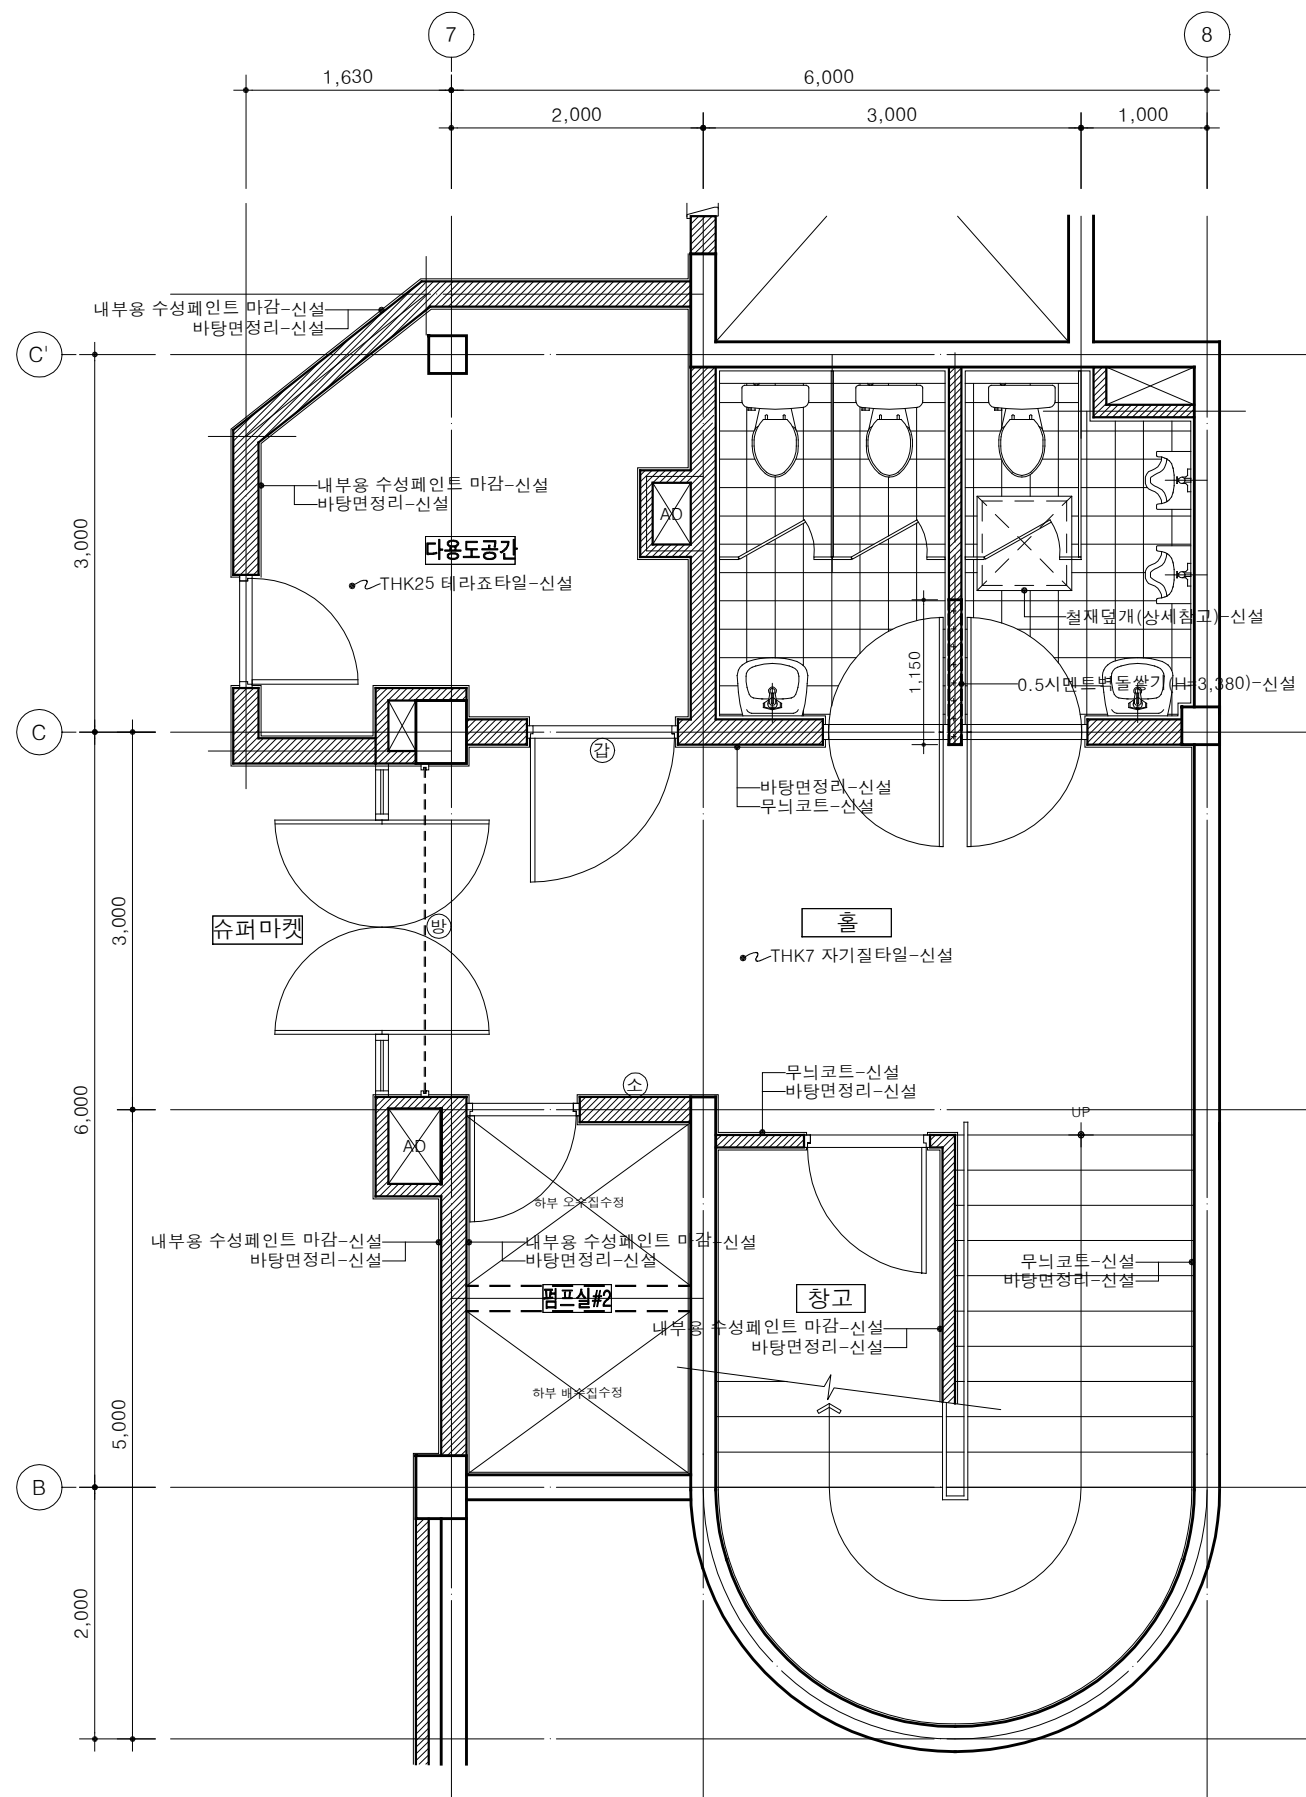 7
8
1,630
6,000
2,000
3,000
1,000
내부용 수성페인트 마감-신설
바탕면정리-신설
C'
내부용 수성페인트 마감-신설
바탕면정리-신설
AD
다용도공간
THK25 테라죠타일-신설
3,000
철재덮개(상세참고)-신설
1,150
0.5시멘트벽돌쌓기(H=3,380)-신설
C
갑
바탕면정리-신설
무늬코트-신설
슈퍼마켓
방
홀
THK7 자기질타일-신설
3,000
6,000
소
무늬코트-신설
바탕면정리-신설
UP
AD
하부 오수집수정
내부용 수성페인트 마감-신설
바탕면정리-신설
내부용 수성페인트 마감-신설
바탕면정리-신설
무늬코트-신설
바탕면정리-신설
펌프실#2
창고
내부용 수성페인트 마감-신설
바탕면정리-신설
하부 배수집수정
5,000
B
2,000